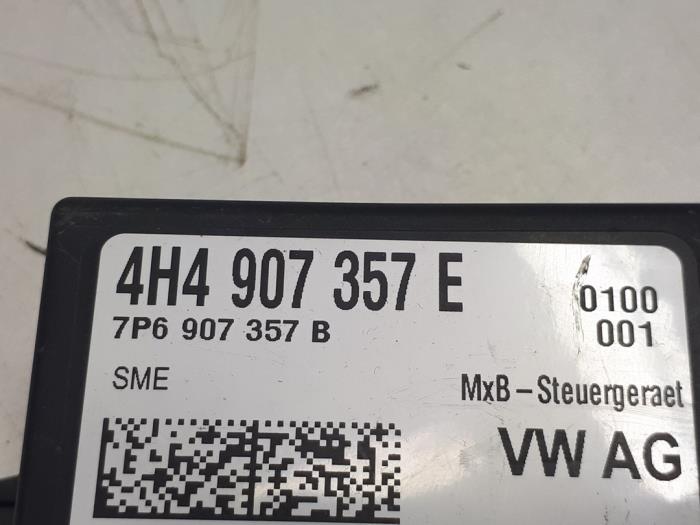 4H4 907 357 E 0100
7P6 907 357 B 001
SME MxB-Steuergeraet
VW AG